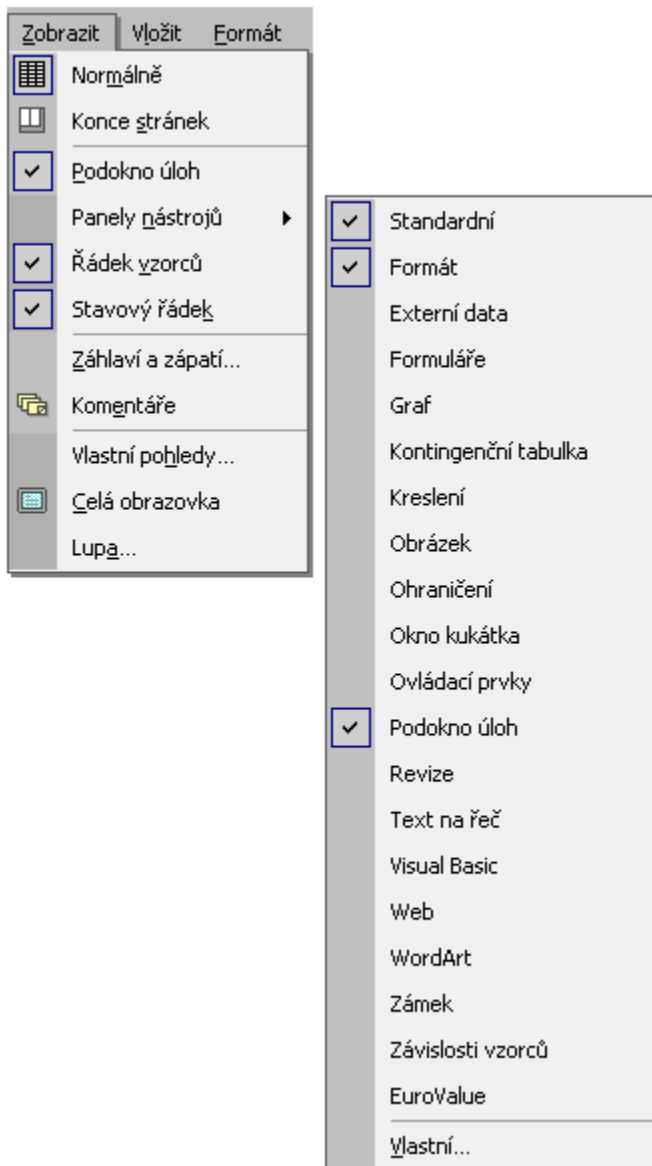 Zobrazit Vložit Formát
Normálně
Konce stránek
Podokno úloh
Panely nástrojů
Řádek vzorců
Stavový řádek
Záhlaví a zápatí...
Komentáře
Vlastní pohledy...
Celá obrazovka
Lupa...
Standardní
Formát
Externí data
Formuláře
Graf
Kontingenční tabulka
Kreslení
Obrázek
Ohraničení
Okno kukátka
Ovládací prvky
Podokno úloh
Revize
Text na řeč
Visual Basic
Web
WordArt
Zámek
Závislosti vzorců
EuroValue
Vlastní...